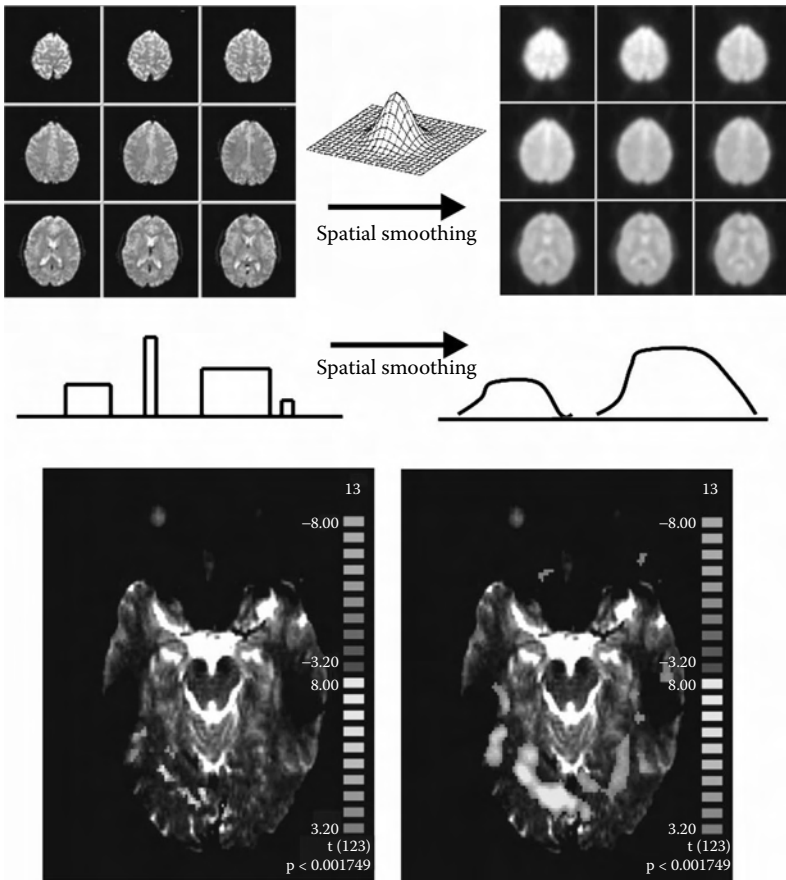 Spatial smoothing
Spatial smoothing
13
−8.00
−3.20
8.00
3.20
t (123)
p < 0.001749
13
−8.00
−3.20
8.00
3.20
t (123)
p < 0.001749